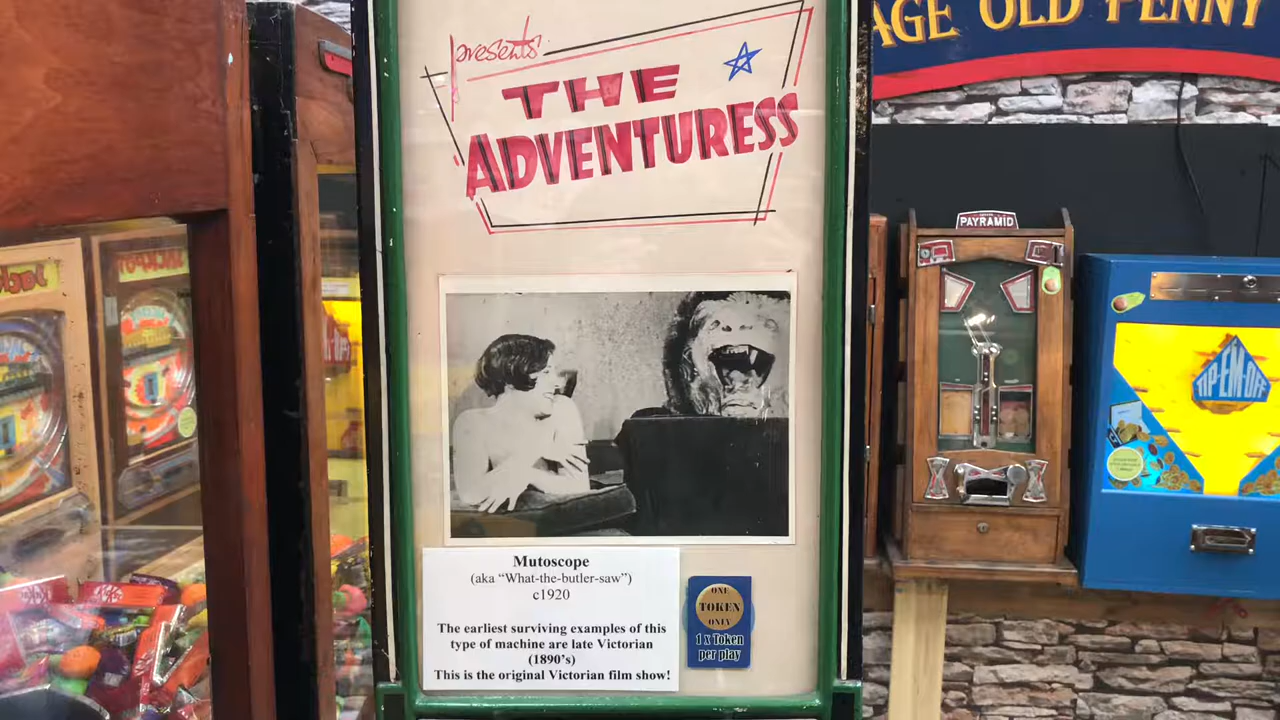 presents
THE
ADVENTURESS
Mutoscope
(aka "What-the-butler-saw")
c1920
The earliest surviving examples of this
type of machine are late Victorian
(1890's)
This is the original Victorian film show!
ONE
TOKEN
ONLY
1 x Token
per play
AGE OLD PENNY
PAYRAMID
TIP-EM-OFF
JACKPOT